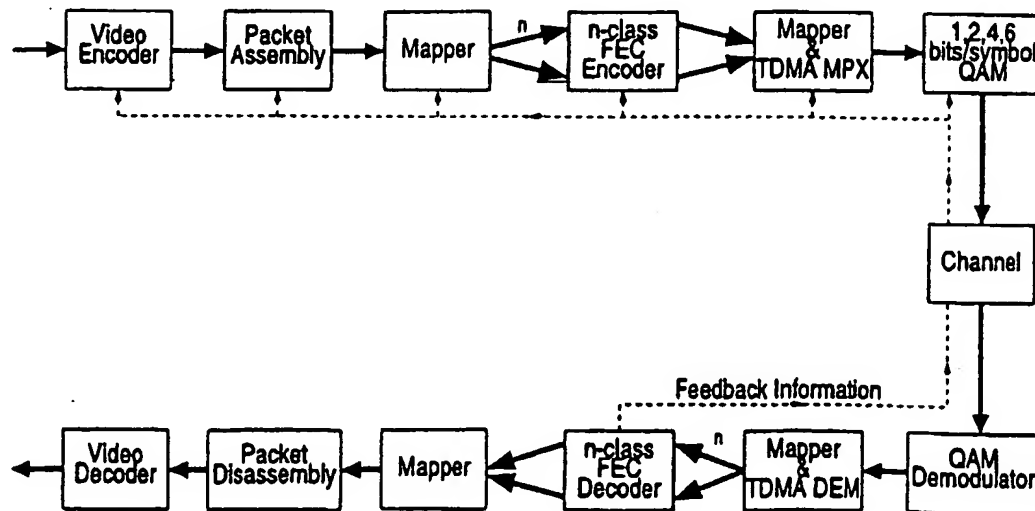 Video
Encoder
Packet
Assembly
Mapper
n
n-class
FEC
Encoder
Mapper
&
TDMA MPX
1,2,4,6
bits/symbol
QAM
Channel
Feedback Information
Video
Decoder
Packet
Disassembly
Mapper
n-class
FEC
Decoder
n
Mapper
&
TDMA DEM
QAM
Demodulator